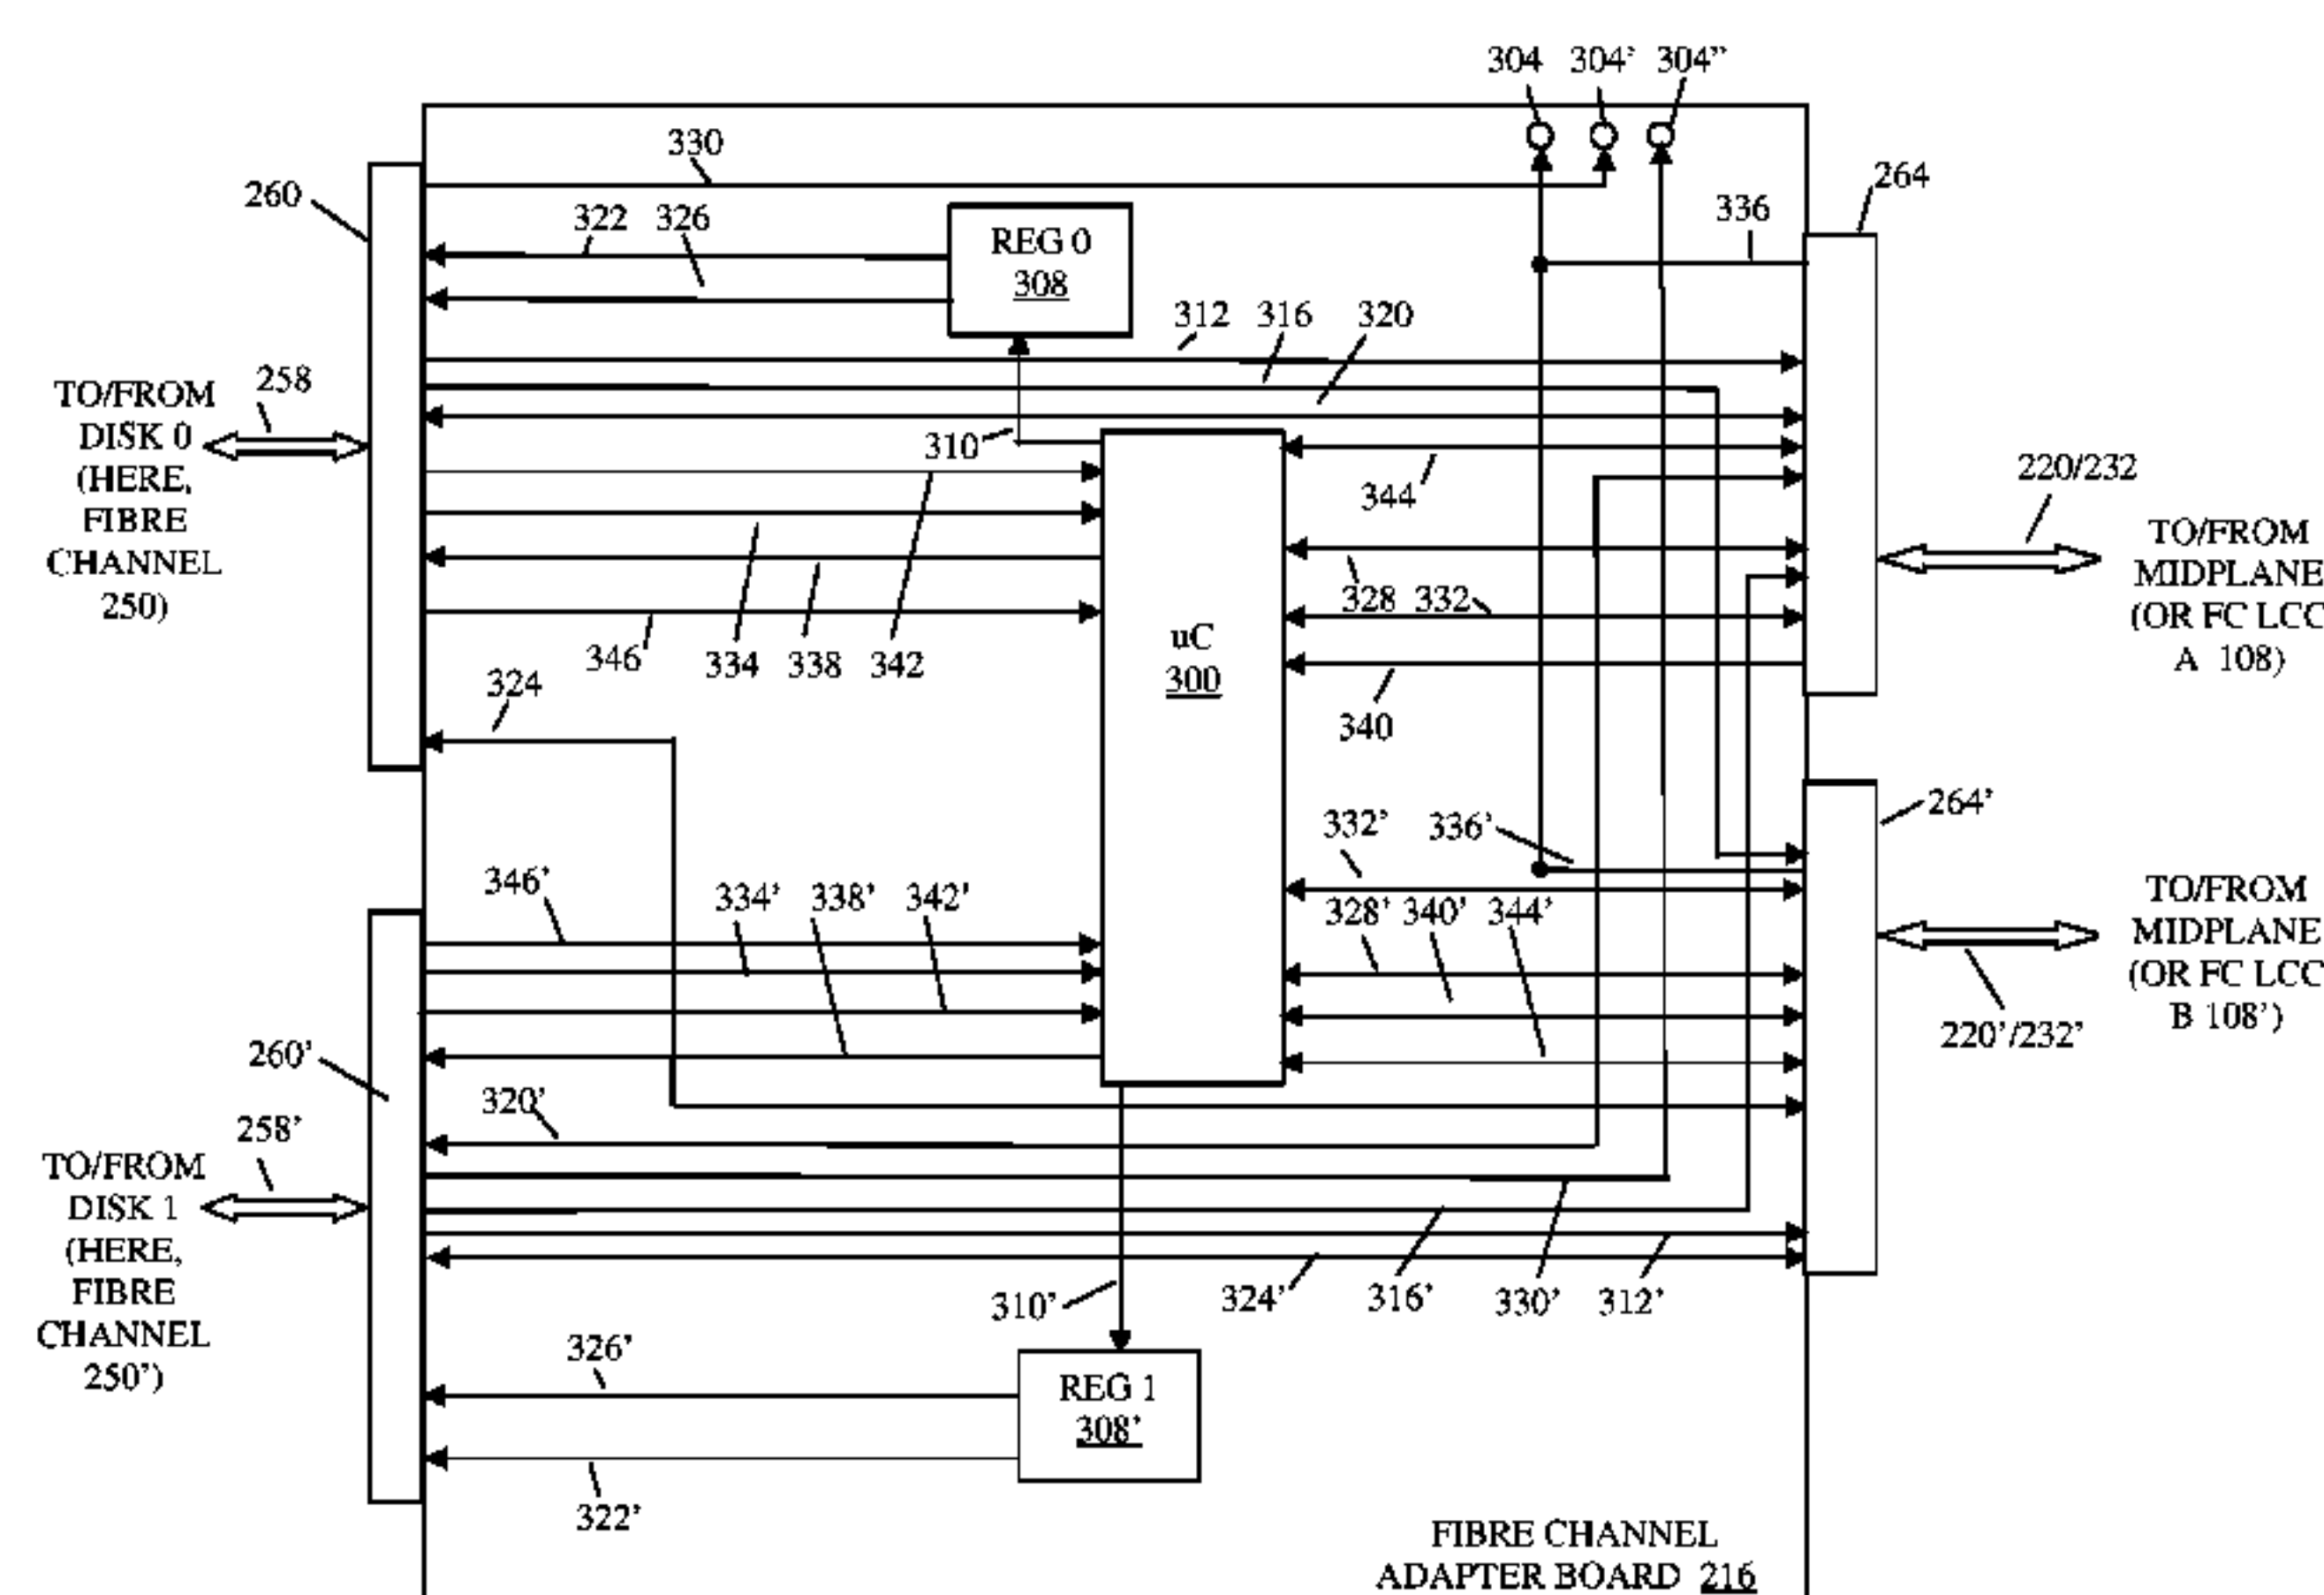 304 304' 304"
330
260
264
322 326
336
REG 0
308
312 316 320
TO/FROM
DISK 0
(HERE,
FIBRE
CHANNEL
250)
258
310
344
220/232
TO/FROM
MIDPLANE
(OR FC LCC
A 108)
328 332
uC
300
346'
334 338 342
324
340
264'
332' 336'
346'
334' 338' 342'
328' 340' 344'
TO/FROM
MIDPLANE
(OR FC LCC
B 108')
220'/232'
260'
320'
258'
TO/FROM
DISK 1
(HERE,
FIBRE
CHANNEL
250')
310'
324' 316' 330' 312'
326'
REG 1
308'
322'
FIBRE CHANNEL
ADAPTER BOARD 216